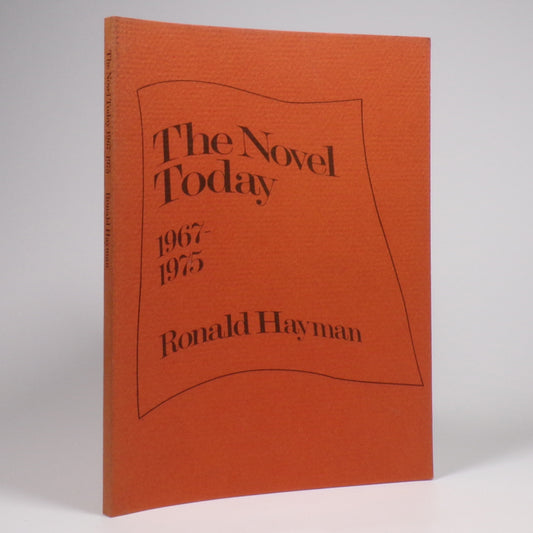 The Novel
Today
1967-
1975
Ronald Hayman
The Novel Today 1967-1975 Ronald Hayman